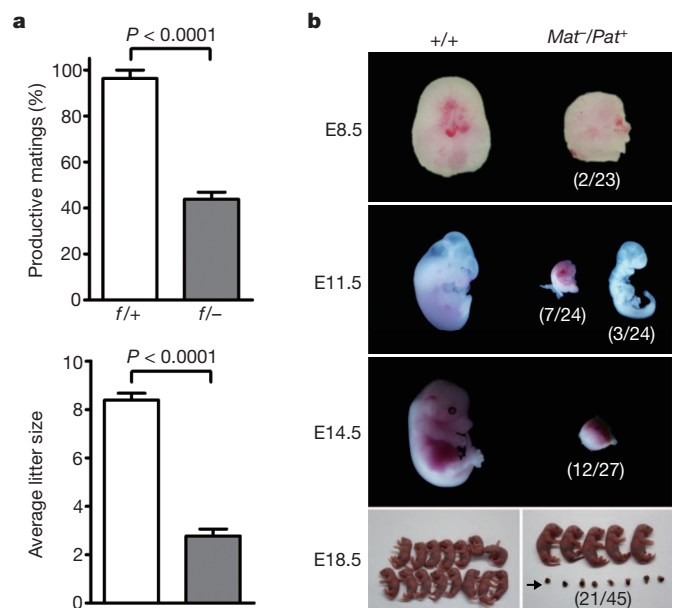 a
P < 0.0001
Productive matings (%)
100
80
60
40
20
0
f/+
f/–
P < 0.0001
Average litter size
8
6
4
2
0
b
+/+
Mat⁻/Pat⁺
E8.5
(2/23)
E11.5
(7/24)
(3/24)
E14.5
(12/27)
E18.5
(21/45)